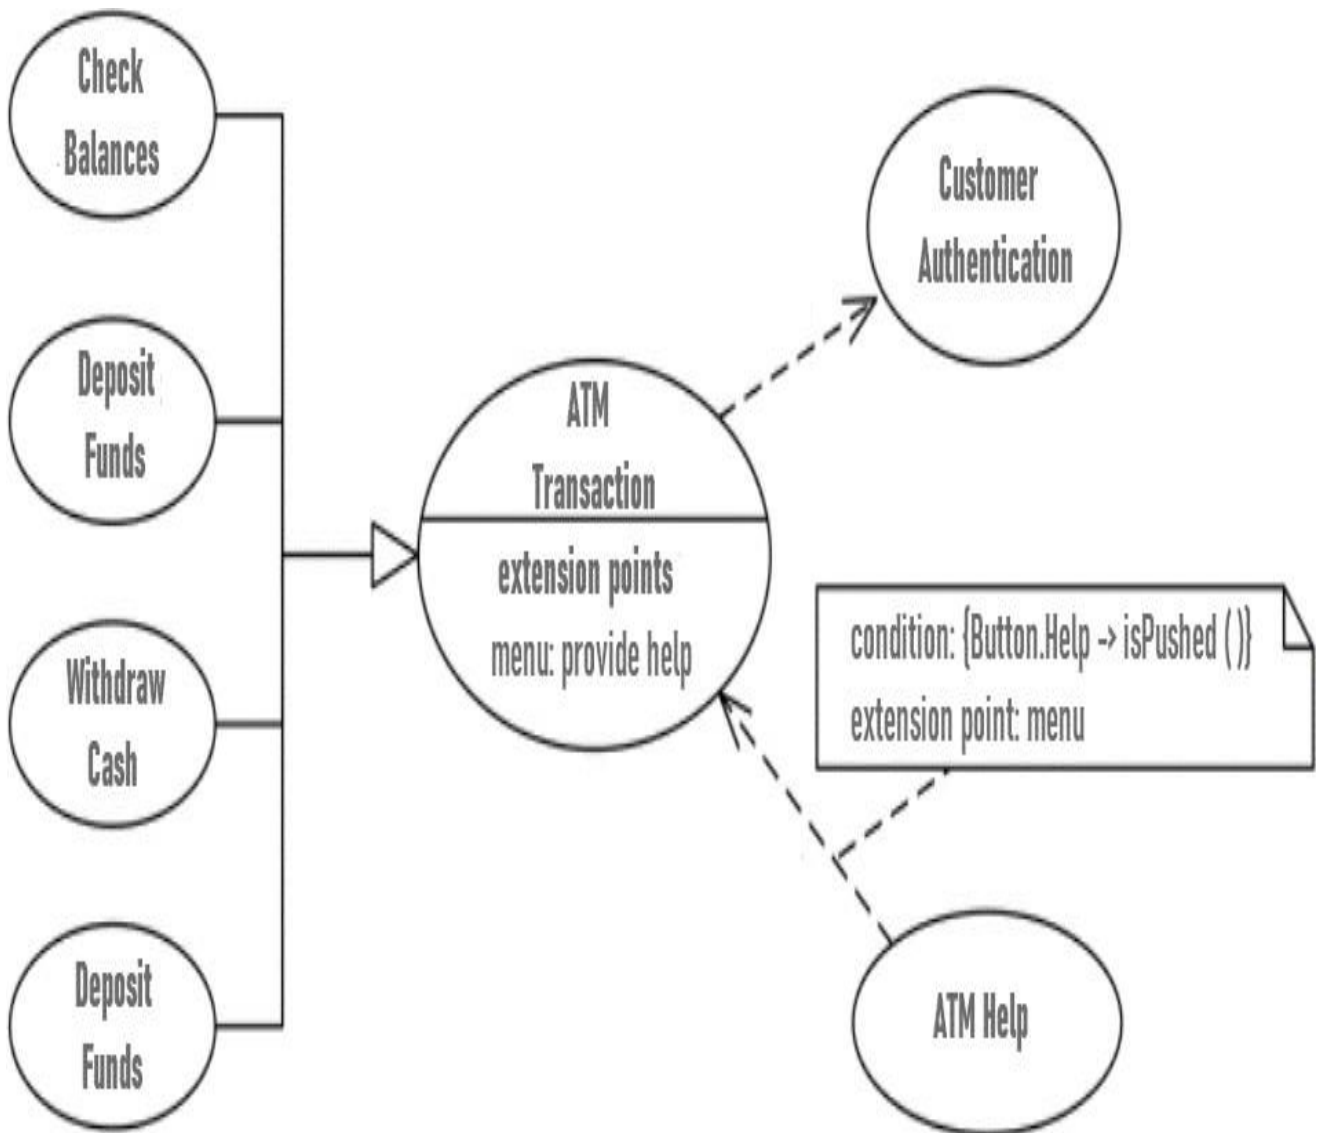 Check
Balances
Deposit
Funds
Withdraw
Cash
Deposit
Funds
ATM
Transaction
extension points
menu: provide help
Customer
Authentication
condition: {Button.Help -> isPushed ( )}
extension point: menu
ATM Help